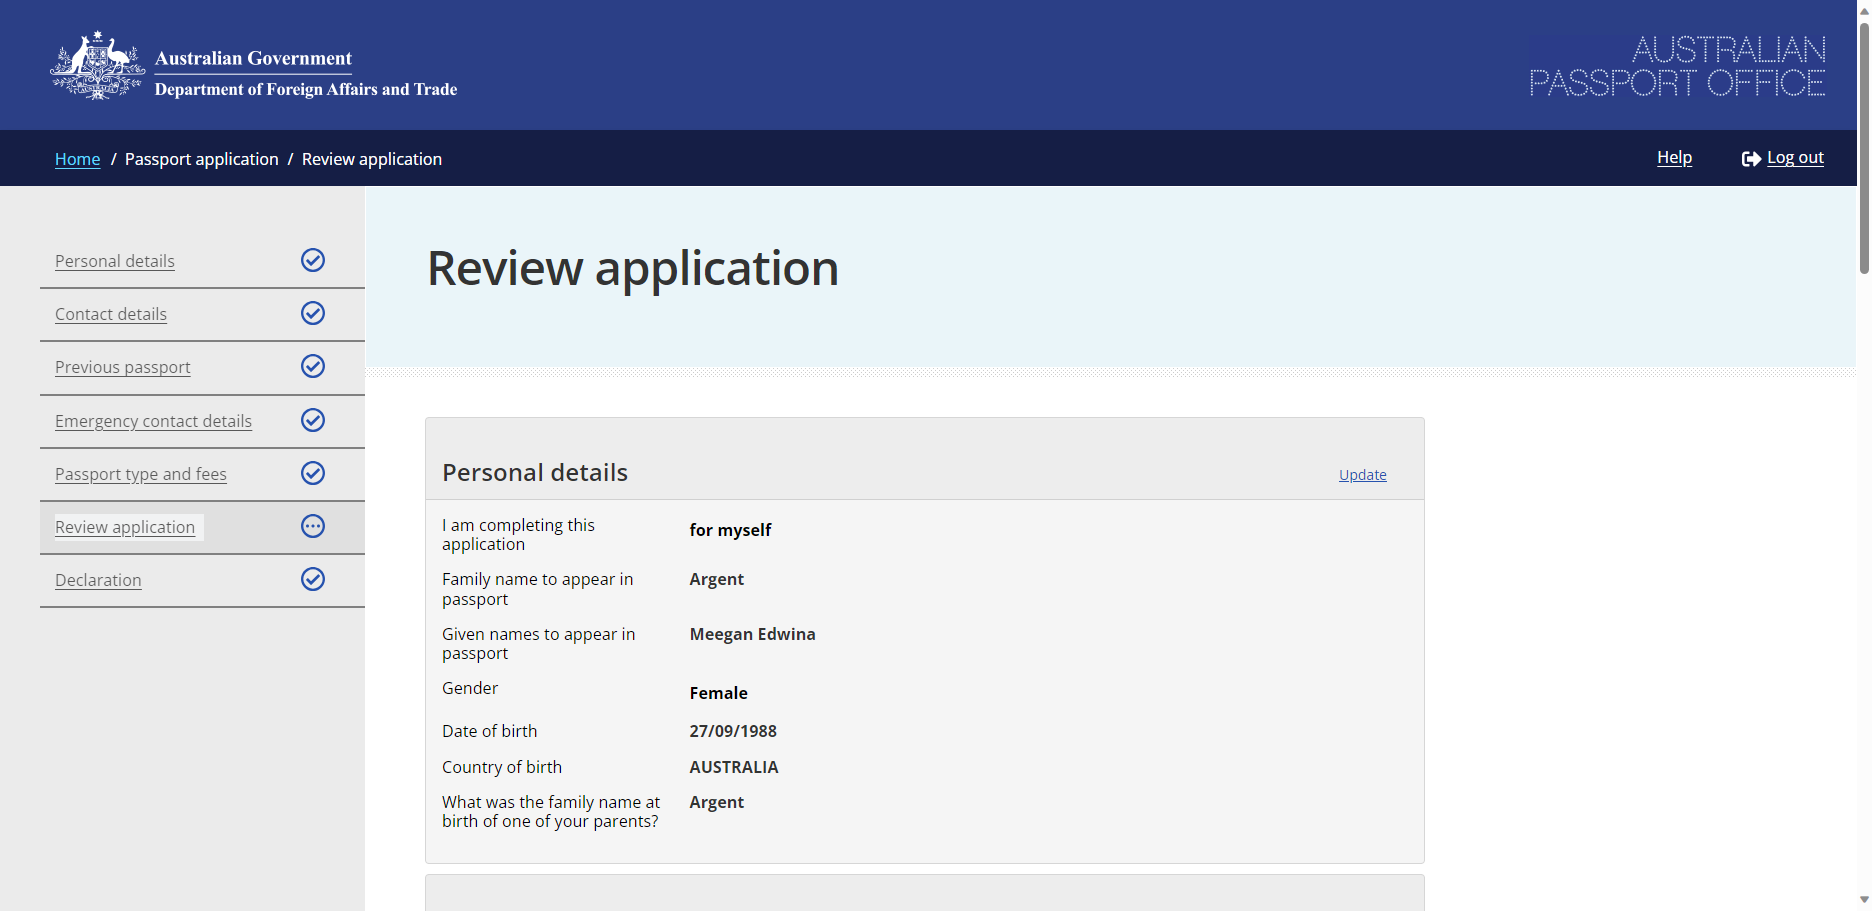 Australian Government
Department of Foreign Affairs and Trade
AUSTRALIAN
PASSPORT OFFICE
Home / Passport application / Review application
Help
Log out
Personal details
Contact details
Previous passport
Emergency contact details
Passport type and fees
Review application
Declaration
Review application
Personal details
Update
I am completing this
application
for myself
Family name to appear in
passport
Argent
Given names to appear in
passport
Meegan Edwina
Gender
Female
Date of birth
27/09/1988
Country of birth
AUSTRALIA
What was the family name at
birth of one of your parents?
Argent